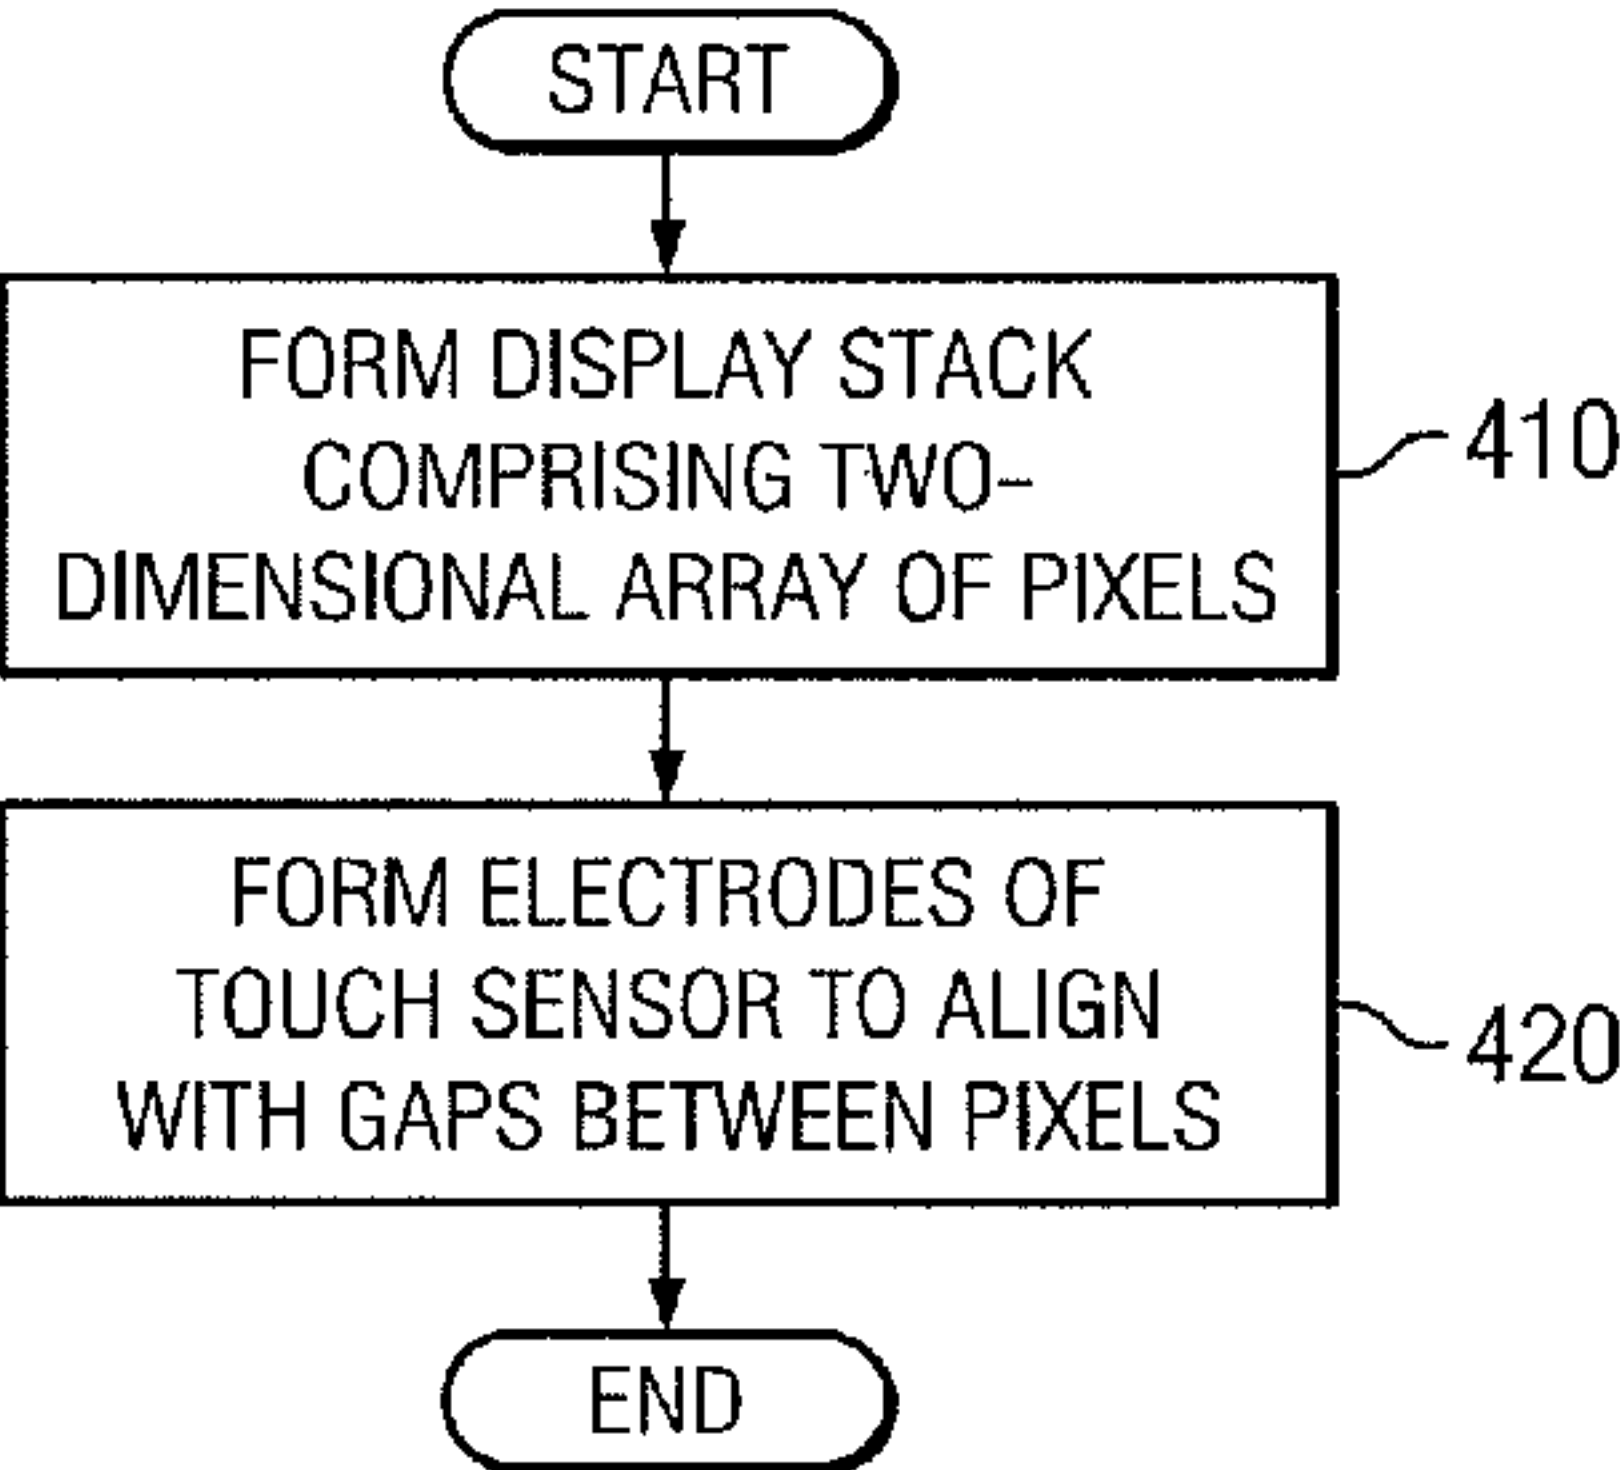 START
FORM DISPLAY STACK
COMPRISING TWO-
DIMENSIONAL ARRAY OF PIXELS
410
FORM ELECTRODES OF
TOUCH SENSOR TO ALIGN
WITH GAPS BETWEEN PIXELS
420
END